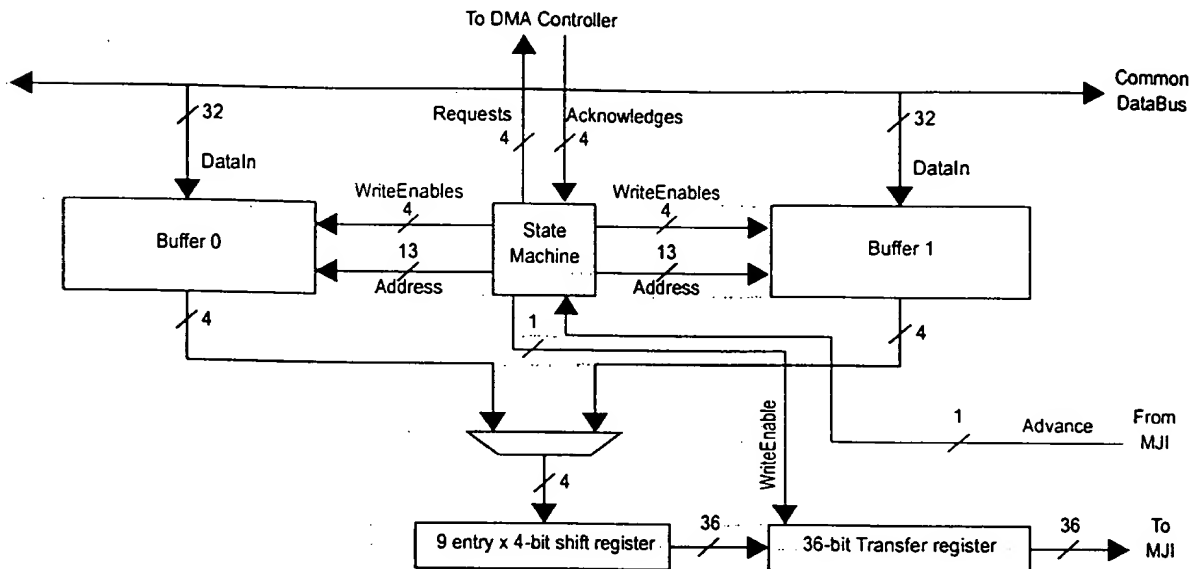 To DMA Controller
Common
DataBus
32
Requests
4
Acknowledges
4
32
DataIn
DataIn
WriteEnables
4
WriteEnables
4
Buffer 0
State
Machine
Buffer 1
13
Address
13
Address
4
1
4
1
Advance
From
MJI
WriteEnable
4
9 entry x 4-bit shift register
36
36-bit Transfer register
36
To
MJI